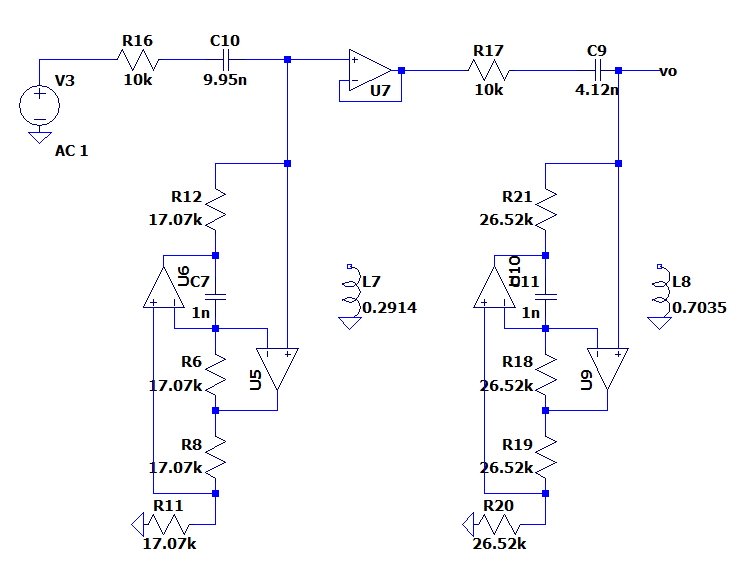 R16
C10
10k
9.95n
V3
AC 1
U7
R17
C9
10k
4.12n
vo
R12
17.07k
U6
C7
1n
L7
0.2914
R6
17.07k
U5
R8
17.07k
R11
17.07k
R21
26.52k
U10
C11
1n
L8
0.7035
R18
26.52k
U9
R19
26.52k
R20
26.52k